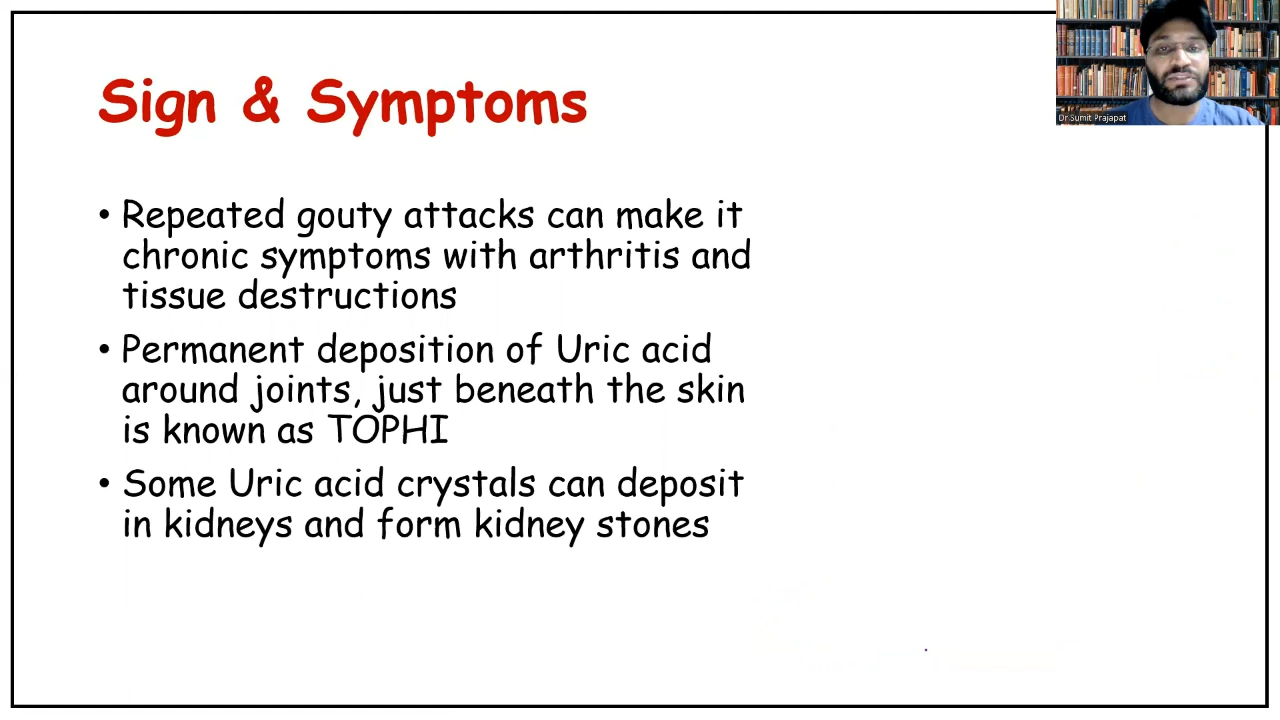 Sign & Symptoms
Dr Sumit Prajapat
• Repeated gouty attacks can make it
chronic symptoms with arthritis and
tissue destructions
• Permanent deposition of Uric acid
around joints, just beneath the skin
is known as TOPHI
• Some Uric acid crystals can deposit
in kidneys and form kidney stones